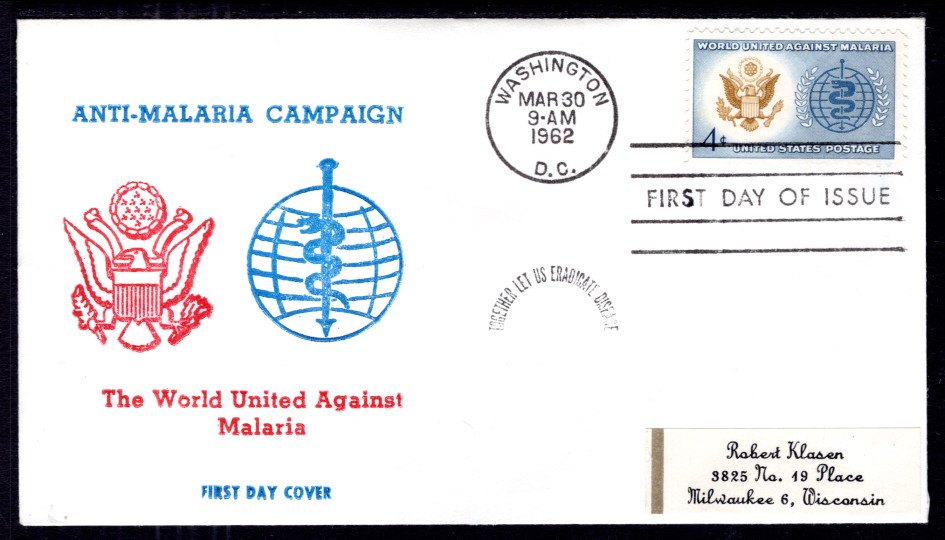 ANTI-MALARIA CAMPAIGN
The World United Against
Malaria
FIRST DAY COVER
WASHINGTON
MAR 30
9-AM
1962
D.C.
WORLD UNITED AGAINST MALARIA
4¢
UNITED STATES POSTAGE
FIRST DAY OF ISSUE
TOGETHER LET US ERADICATE DISEASE
Robert Klasen
3825 No. 19 Place
Milwaukee 6, Wisconsin